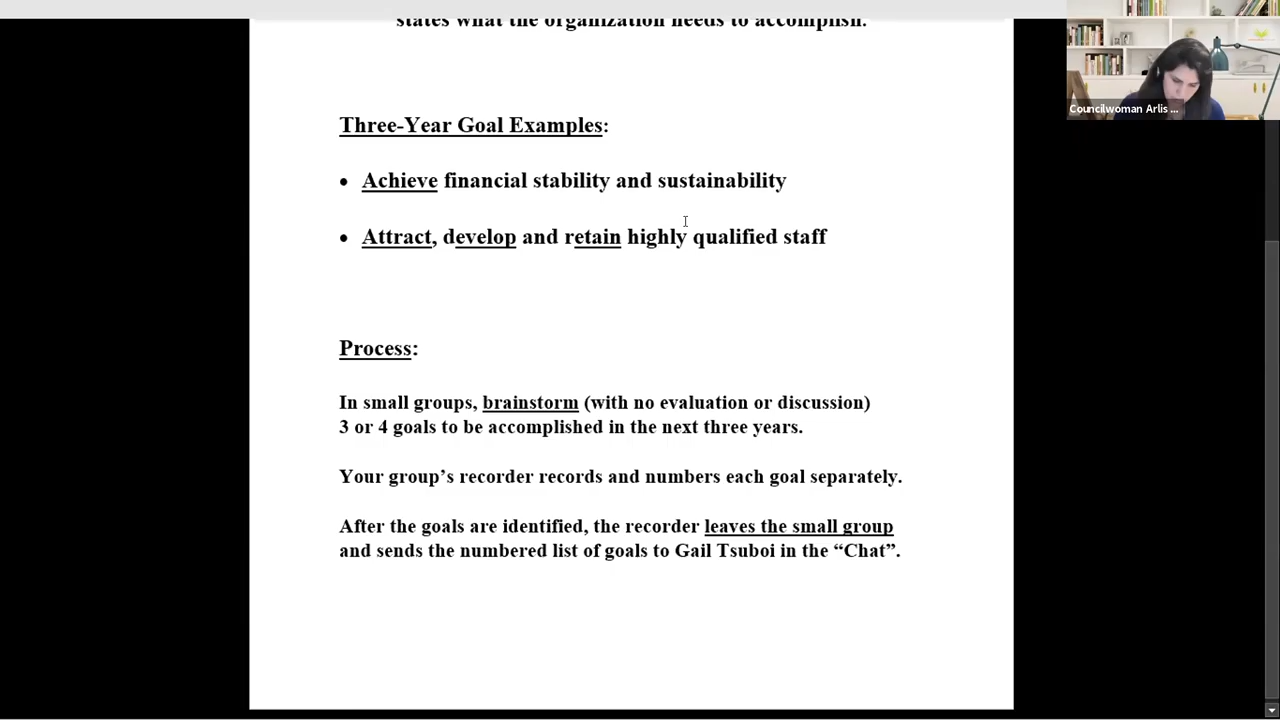 states what the organization needs to accomplish.
Three-Year Goal Examples:
• Achieve financial stability and sustainability
• Attract, develop and retain highly qualified staff
Process:
In small groups, brainstorm (with no evaluation or discussion)
3 or 4 goals to be accomplished in the next three years.
Your group’s recorder records and numbers each goal separately.
After the goals are identified, the recorder leaves the small group
and sends the numbered list of goals to Gail Tsuboi in the “Chat”.
Councilwoman Arlis ...